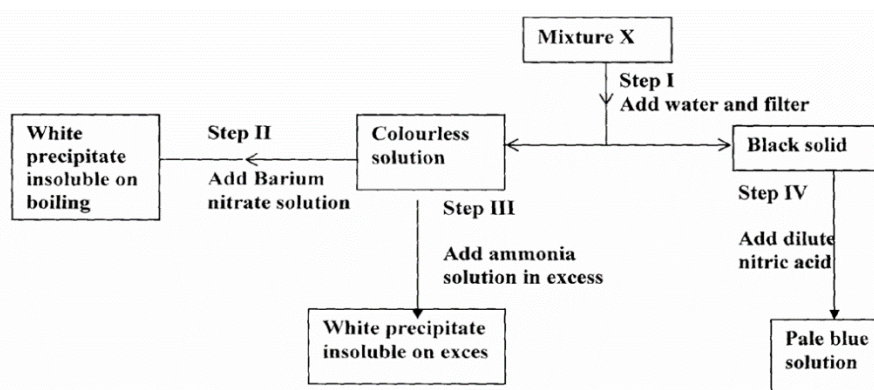 Mixture X
Step I
Add water and filter
White
precipitate
insoluble on
boiling
Step II
Add Barium
nitrate solution
Colourless
solution
Black solid
Step III
Add ammonia
solution in excess
Step IV
Add dilute
nitric acid
White precipitate
insoluble on exces
Pale blue
solution